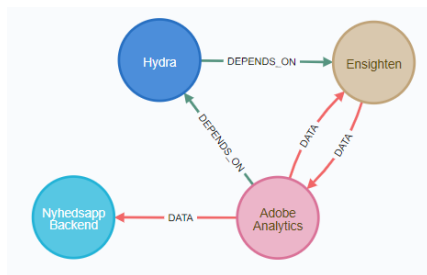 Hydra
DEPENDS_ON
Ensighten
DEPENDS_ON
DATA
DATA
Nyhedsapp
Backend
DATA
Adobe
Analytics